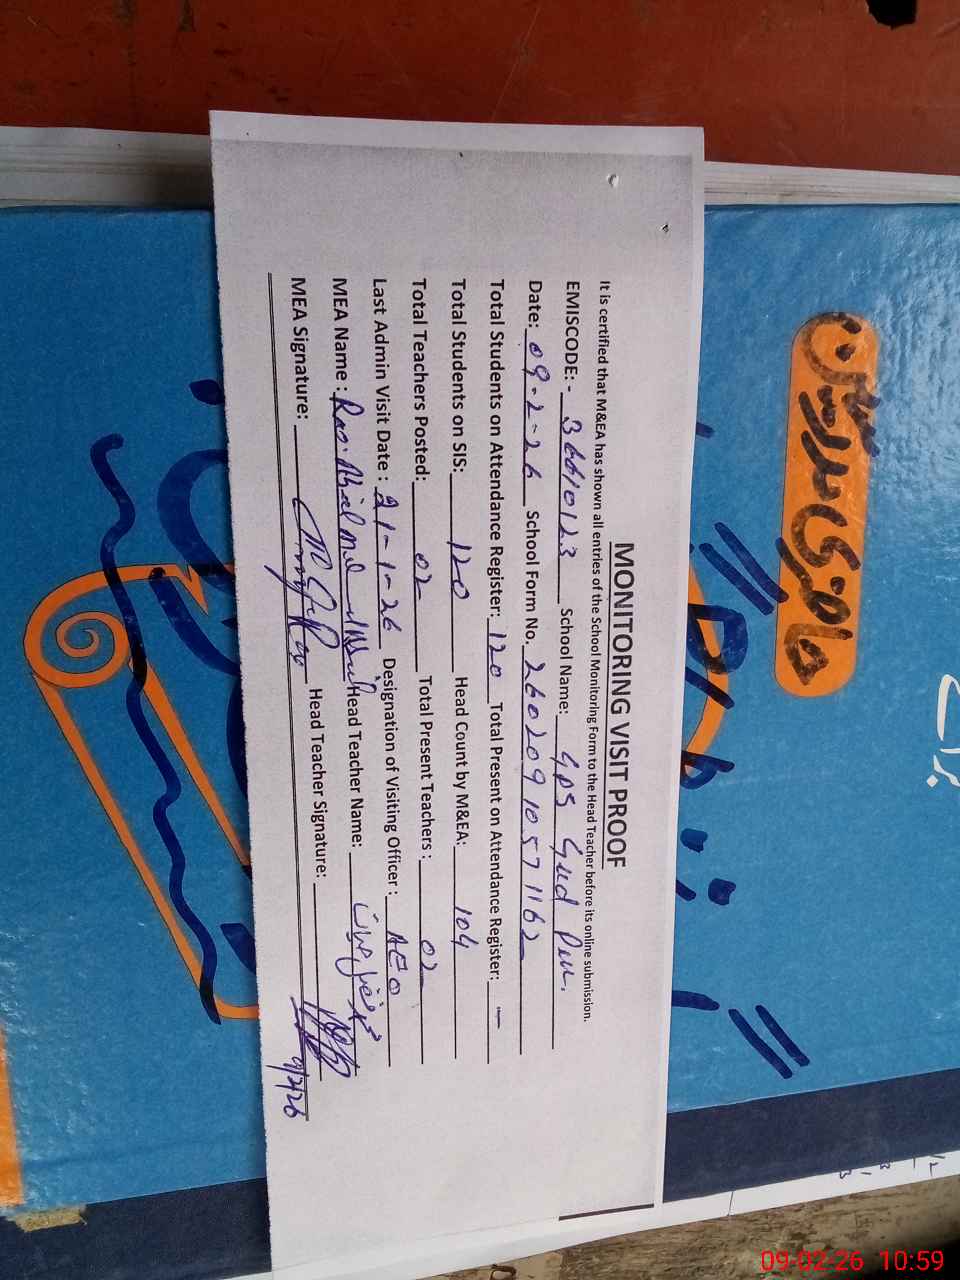 MONITORING VISIT PROOF
It is certified that M&EA has shown all entries of the School Monitoring Form to the Head Teacher before its online submission.
EMISCODE: - 36610123 School Name: GPS Gud Pur.
Date: 09-2-26 School Form No. 26020910571162
Total Students on Attendance Register: 120 Total Present on Attendance Register: —
Total Students on SIS: 120 Head Count by M&EA: 104
Total Teachers Posted: 02 Total Present Teachers : 02
Last Admin Visit Date : 21-1-26 Designation of Visiting Officer : AEO
MEA Name : Rao Head Teacher Name:
MEA Signature: Head Teacher Signature: 9/2/26
09-02-26 10:59